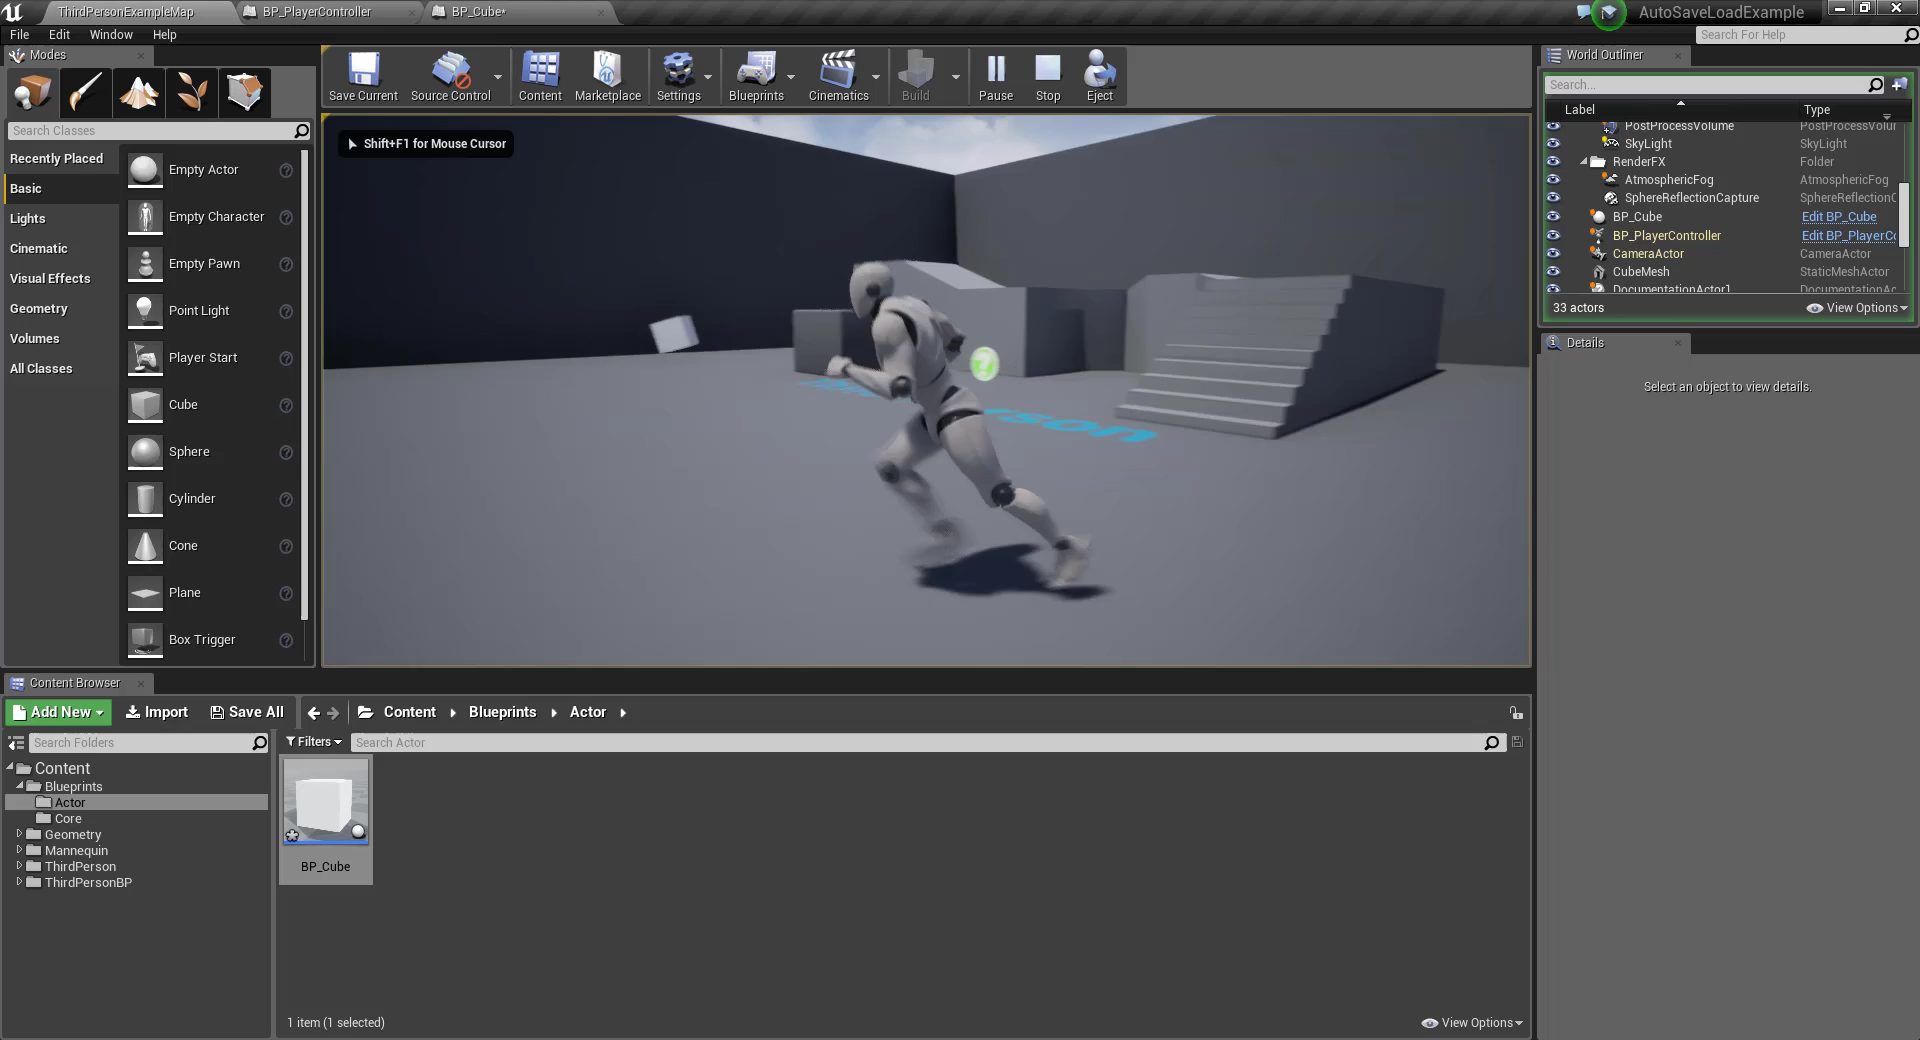 ThirdPersonExampleMap
BP_PlayerController
BP_Cube*
AutoSaveLoadExample
File Edit Window Help
Search For Help
Modes
Search Classes
Recently Placed
Basic
Lights
Cinematic
Visual Effects
Geometry
Volumes
All Classes
Empty Actor
Empty Character
Empty Pawn
Point Light
Player Start
Cube
Sphere
Cylinder
Cone
Plane
Box Trigger
Save Current
Source Control
Content
Marketplace
Settings
Blueprints
Cinematics
Build
Pause
Stop
Eject
Shift+F1 for Mouse Cursor
World Outliner
Search...
Label Type
PostProcessVolume PostProcessVolu
SkyLight SkyLight
RenderFX Folder
AtmosphericFog AtmosphericFog
SphereReflectionCapture SphereReflectionC
BP_Cube Edit BP_Cube
BP_PlayerController Edit BP_PlayerCo
CameraActor CameraActor
CubeMesh StaticMeshActor
DocumentationActor1 DocumentationAc
33 actors
View Options
Details
Select an object to view details.
Content Browser
Add New Import Save All
Content Blueprints Actor
Search Folders
Filters
Search Actor
Content
Blueprints
Actor
Core
Geometry
Mannequin
ThirdPerson
ThirdPersonBP
BP_Cube
1 item (1 selected)
View Options